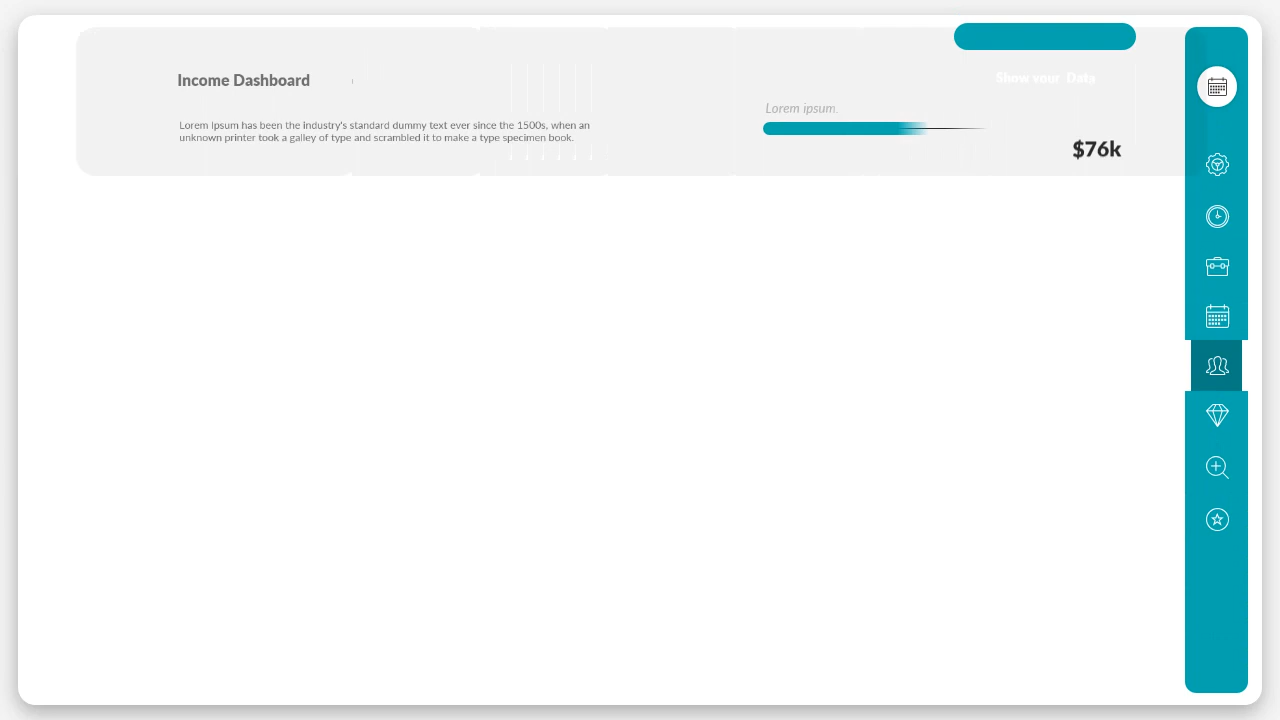 Income Dashboard
Lorem Ipsum has been the industry's standard dummy text ever since the 1500s, when an
unknown printer took a galley of type and scrambled it to make a type specimen book.
Show your Data
Lorem ipsum.
$76k